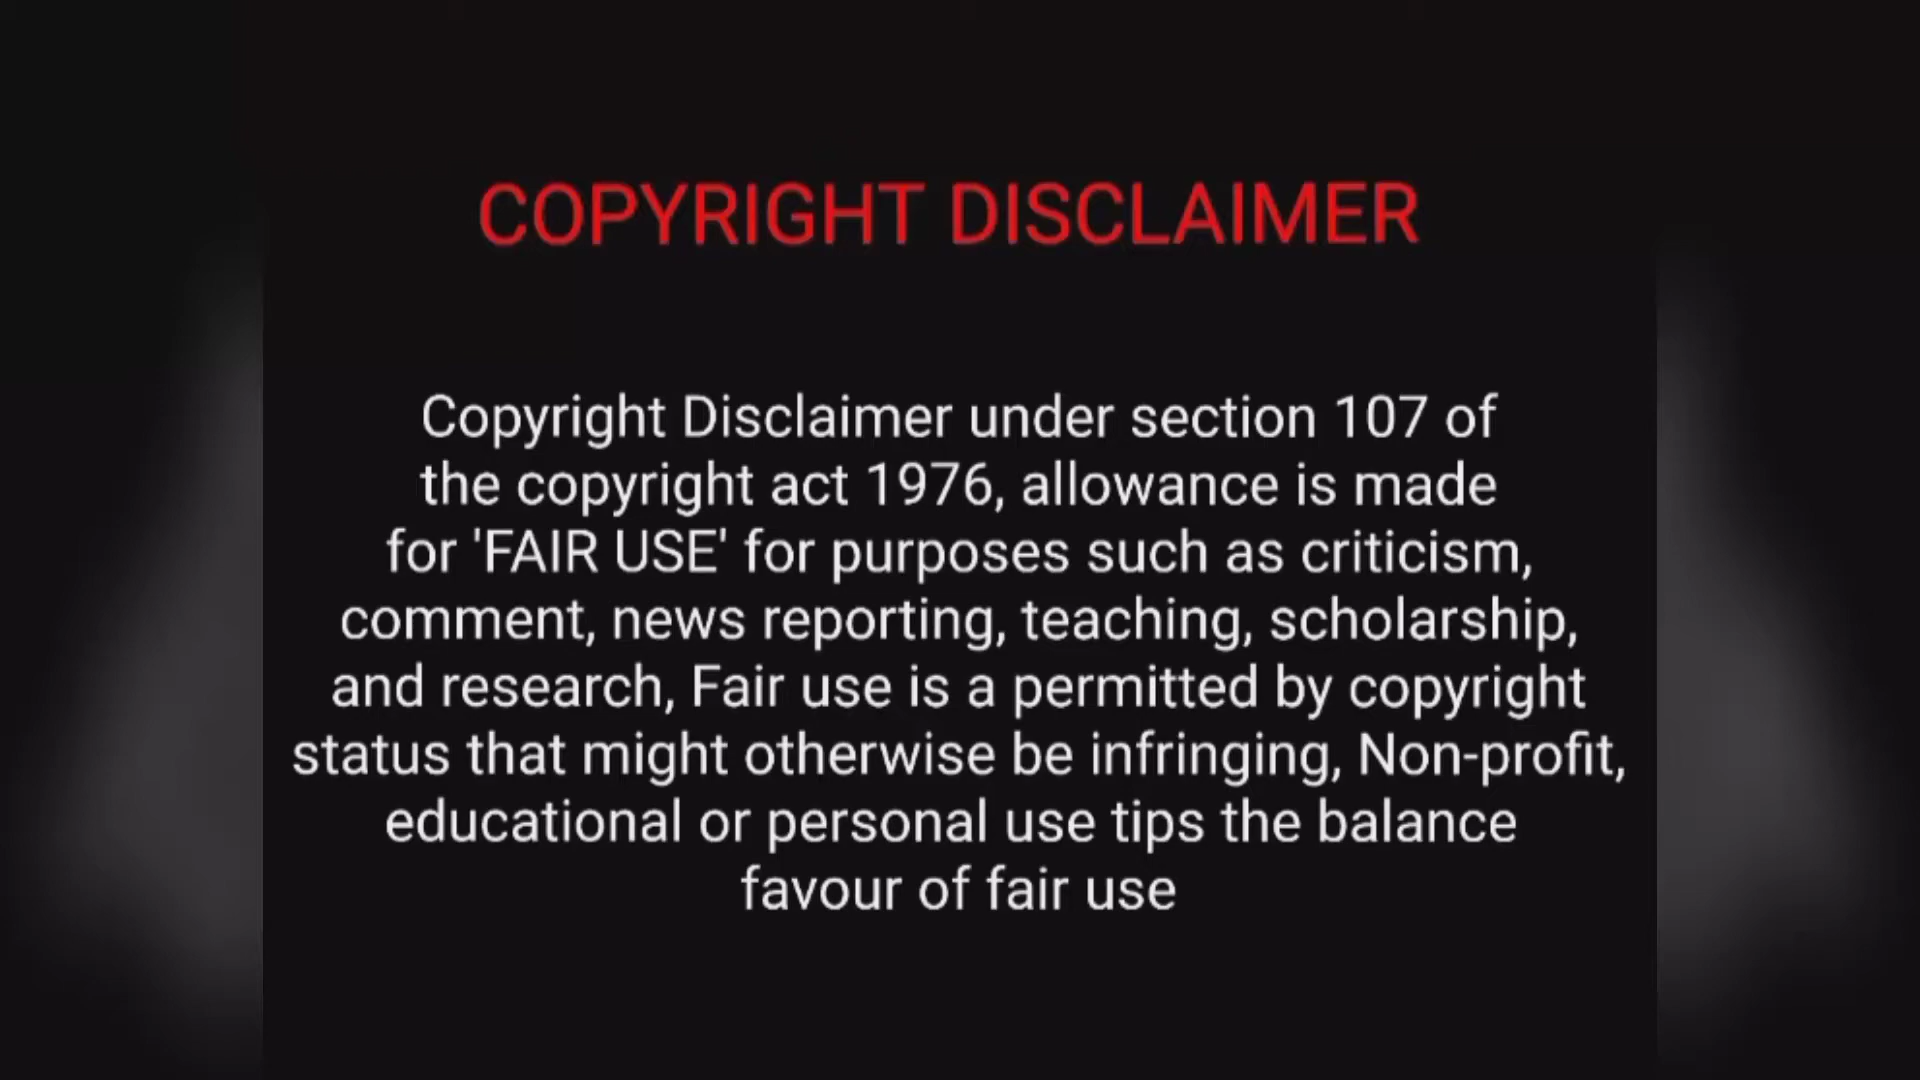 COPYRIGHT DISCLAIMER
Copyright Disclaimer under section 107 of
the copyright act 1976, allowance is made
for 'FAIR USE' for purposes such as criticism,
comment, news reporting, teaching, scholarship,
and research, Fair use is a permitted by copyright
status that might otherwise be infringing, Non-profit,
educational or personal use tips the balance
favour of fair use